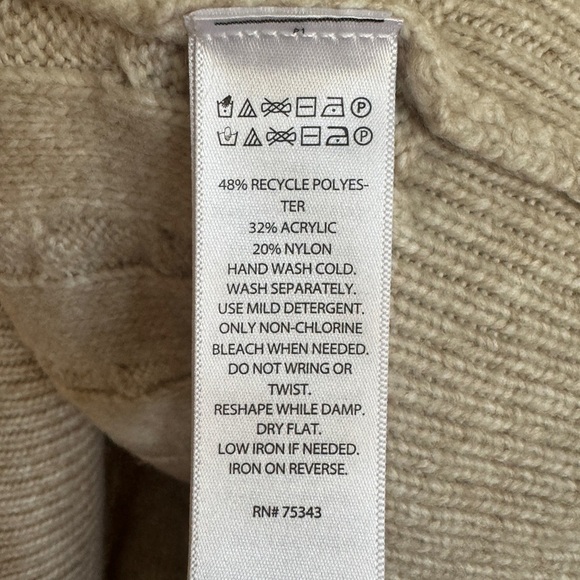 48% RECYCLE POLYES-
TER
32% ACRYLIC
20% NYLON
HAND WASH COLD.
WASH SEPARATELY.
USE MILD DETERGENT.
ONLY NON-CHLORINE
BLEACH WHEN NEEDED.
DO NOT WRING OR
TWIST.
RESHAPE WHILE DAMP.
DRY FLAT.
LOW IRON IF NEEDED.
IRON ON REVERSE.
RN# 75343